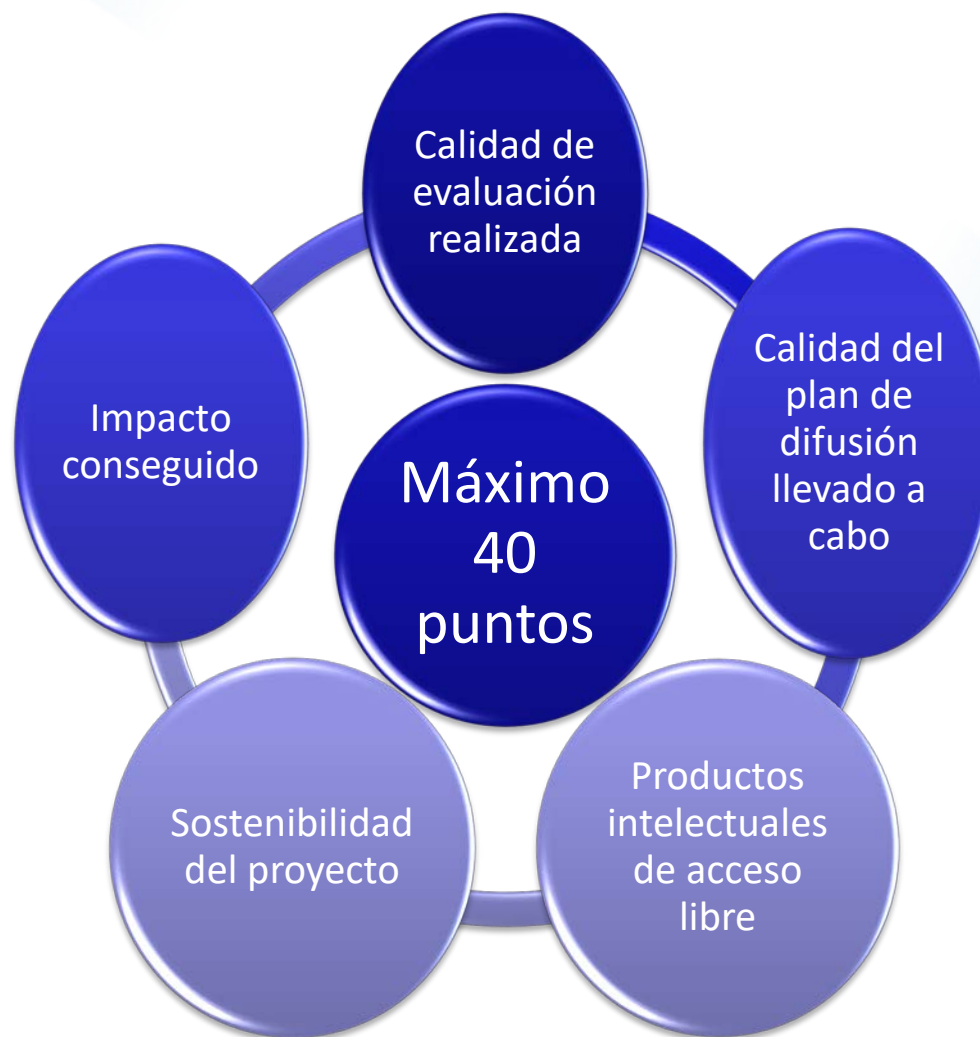 Calidad de
evaluación
realizada
Calidad del
plan de
difusión
llevado a
cabo
Productos
intelectuales
de acceso
libre
Sostenibilidad
del proyecto
Impacto
conseguido
Máximo
40
puntos